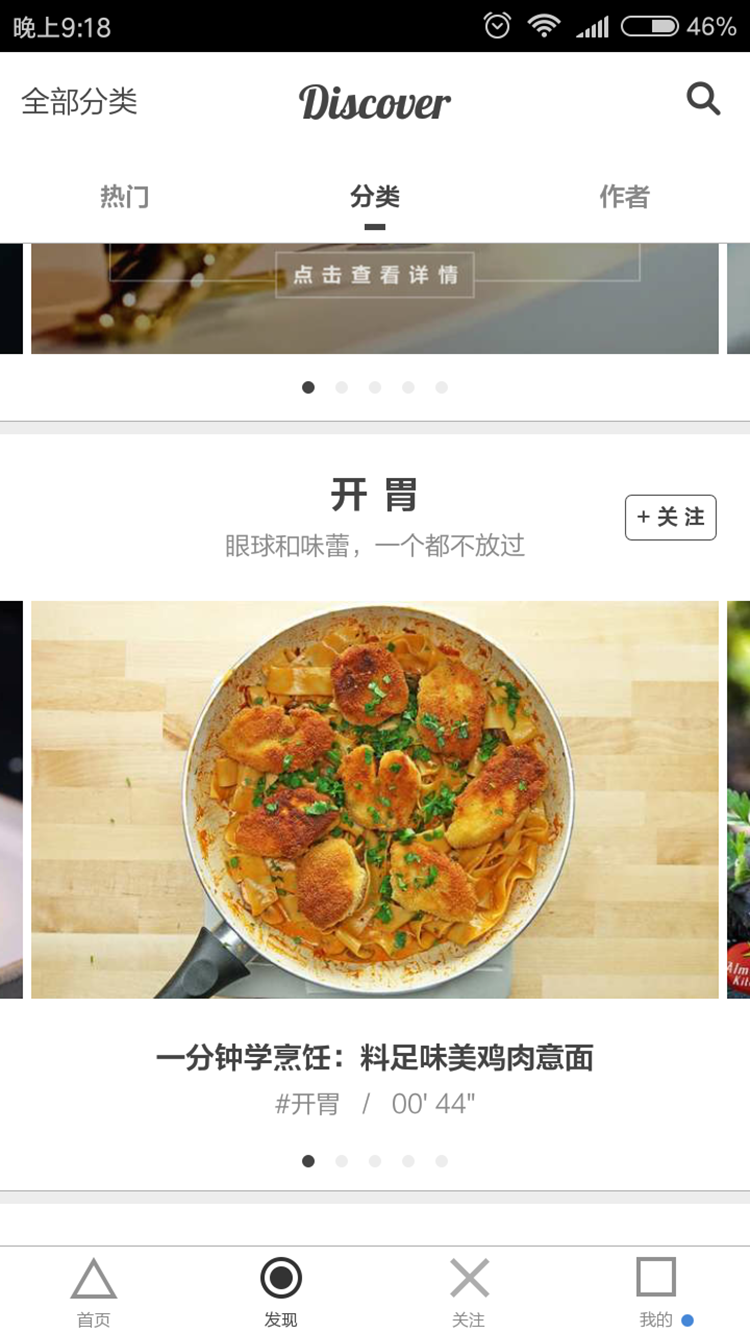 晚上9:18
46%
全部分类
Discover
热门
分类
作者
点击查看详情
开胃
+关注
眼球和味蕾，一个都不放过
一分钟学烹饪：料足味美鸡肉意面
#开胃 / 00' 44"
首页
发现
关注
我的